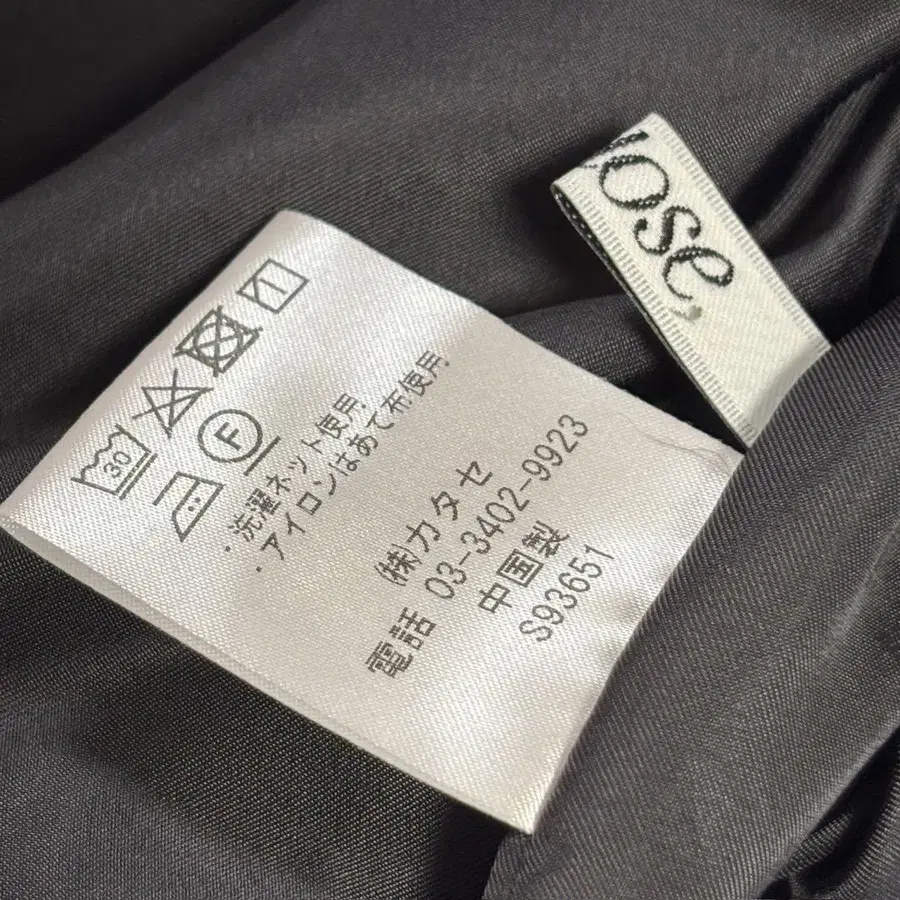 30
F
・洗濯ネット使用
・アイロンはあて布使用
(株)カタセ
電話 03-3402-9923
中国製
S93651
ose,